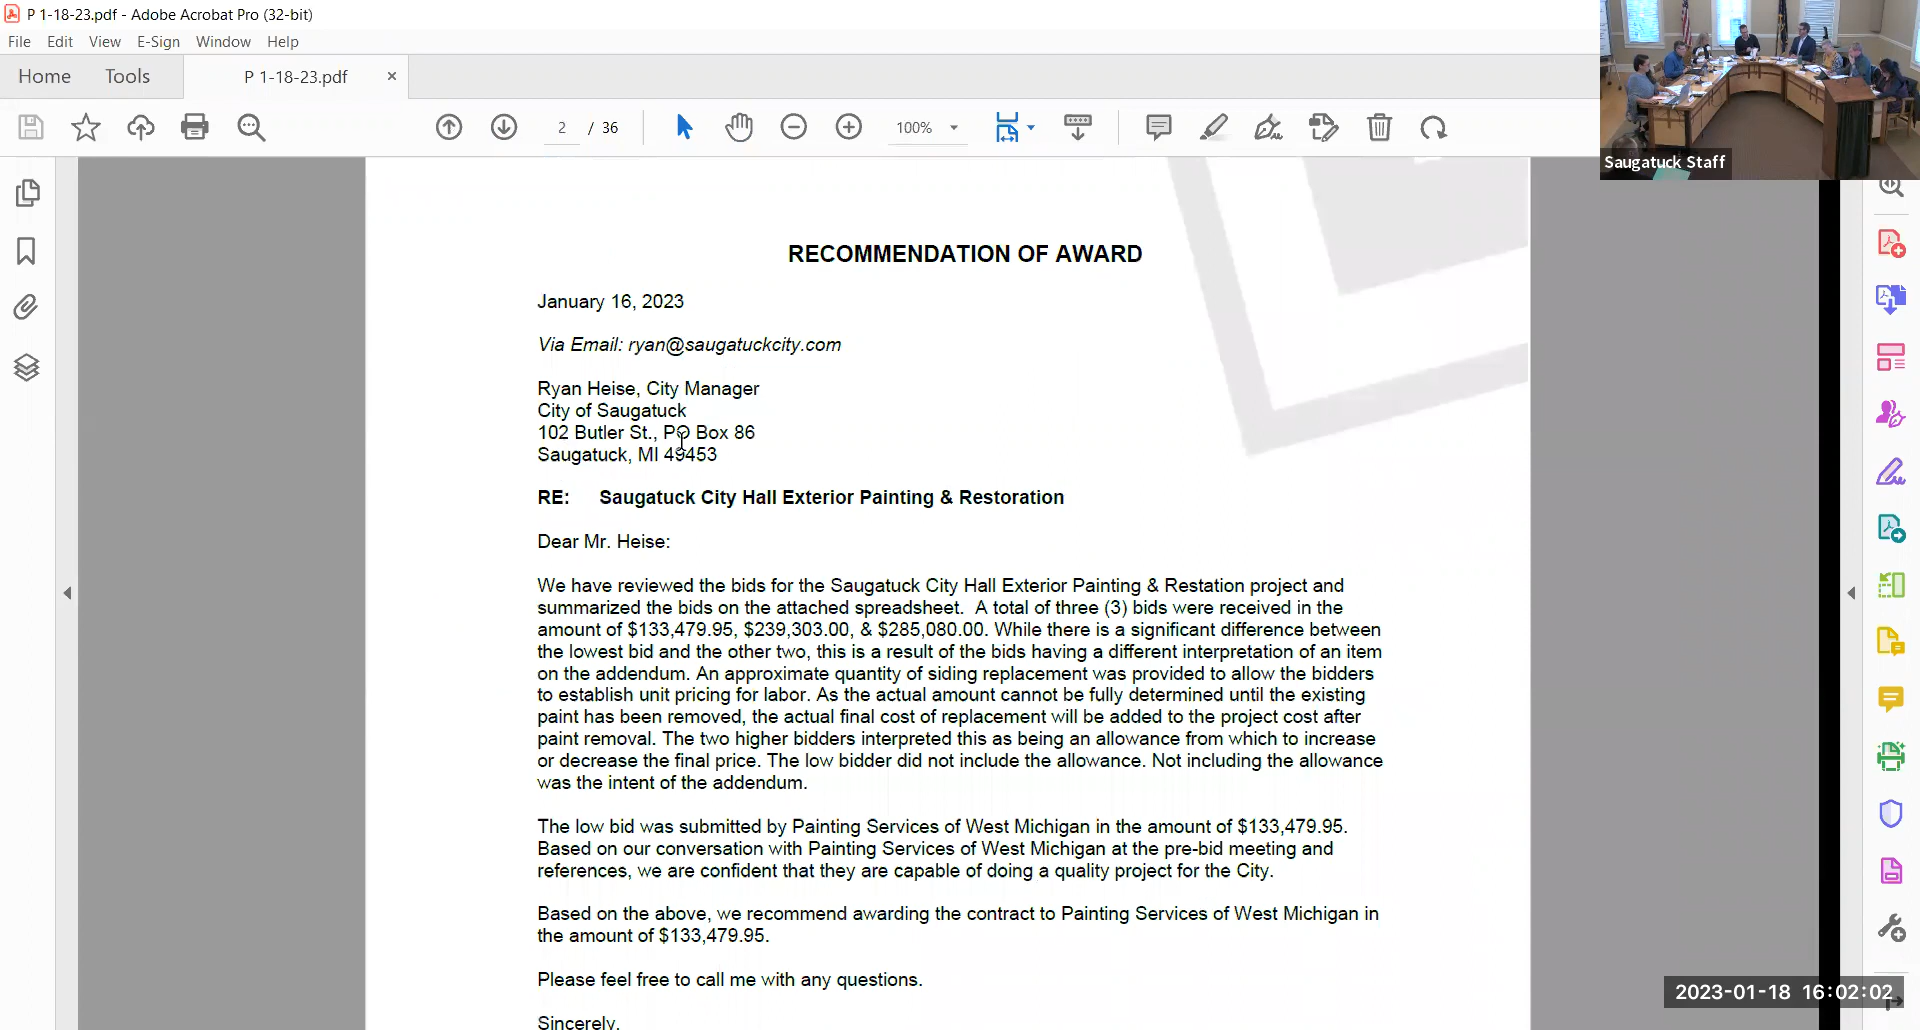 P 1-18-23.pdf - Adobe Acrobat Pro (32-bit)
File Edit View E-Sign Window Help
Home Tools P 1-18-23.pdf ×
2 / 36 100%
Saugatuck Staff
RECOMMENDATION OF AWARD
January 16, 2023
Via Email: ryan@saugatuckcity.com
Ryan Heise, City Manager
City of Saugatuck
102 Butler St., PO Box 86
Saugatuck, MI 49453
RE: Saugatuck City Hall Exterior Painting & Restoration
Dear Mr. Heise:
We have reviewed the bids for the Saugatuck City Hall Exterior Painting & Restation project and
summarized the bids on the attached spreadsheet. A total of three (3) bids were received in the
amount of $133,479.95, $239,303.00, & $285,080.00. While there is a significant difference between
the lowest bid and the other two, this is a result of the bids having a different interpretation of an item
on the addendum. An approximate quantity of siding replacement was provided to allow the bidders
to establish unit pricing for labor. As the actual amount cannot be fully determined until the existing
paint has been removed, the actual final cost of replacement will be added to the project cost after
paint removal. The two higher bidders interpreted this as being an allowance from which to increase
or decrease the final price. The low bidder did not include the allowance. Not including the allowance
was the intent of the addendum.
The low bid was submitted by Painting Services of West Michigan in the amount of $133,479.95.
Based on our conversation with Painting Services of West Michigan at the pre-bid meeting and
references, we are confident that they are capable of doing a quality project for the City.
Based on the above, we recommend awarding the contract to Painting Services of West Michigan in
the amount of $133,479.95.
Please feel free to call me with any questions.
Sincerely,
2023-01-18 16:02:02